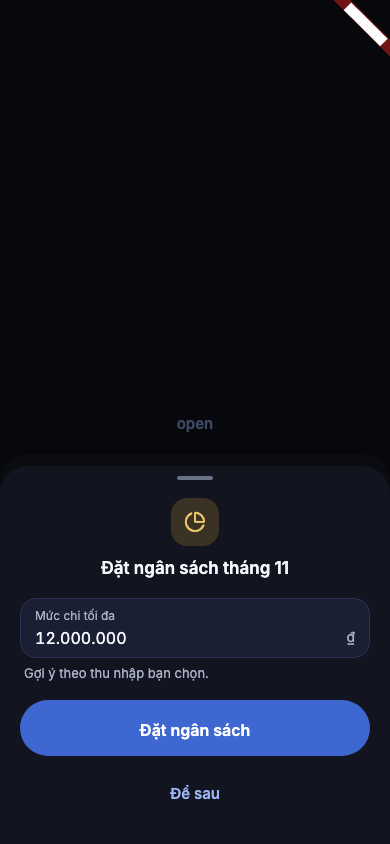 open
Đặt ngân sách tháng 11
Mức chi tối đa
12.000.000 ₫
Gợi ý theo thu nhập bạn chọn.
Đặt ngân sách
Để sau